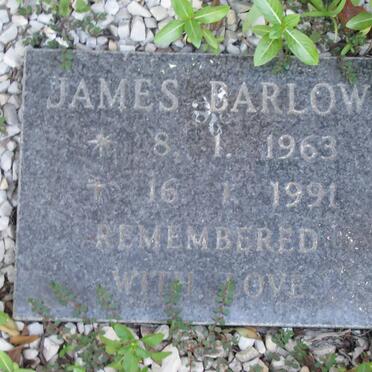 JAMES BARLOW
* 8. 1. 1963
† 16. 1. 1991
REMEMBERED
WITH LOVE